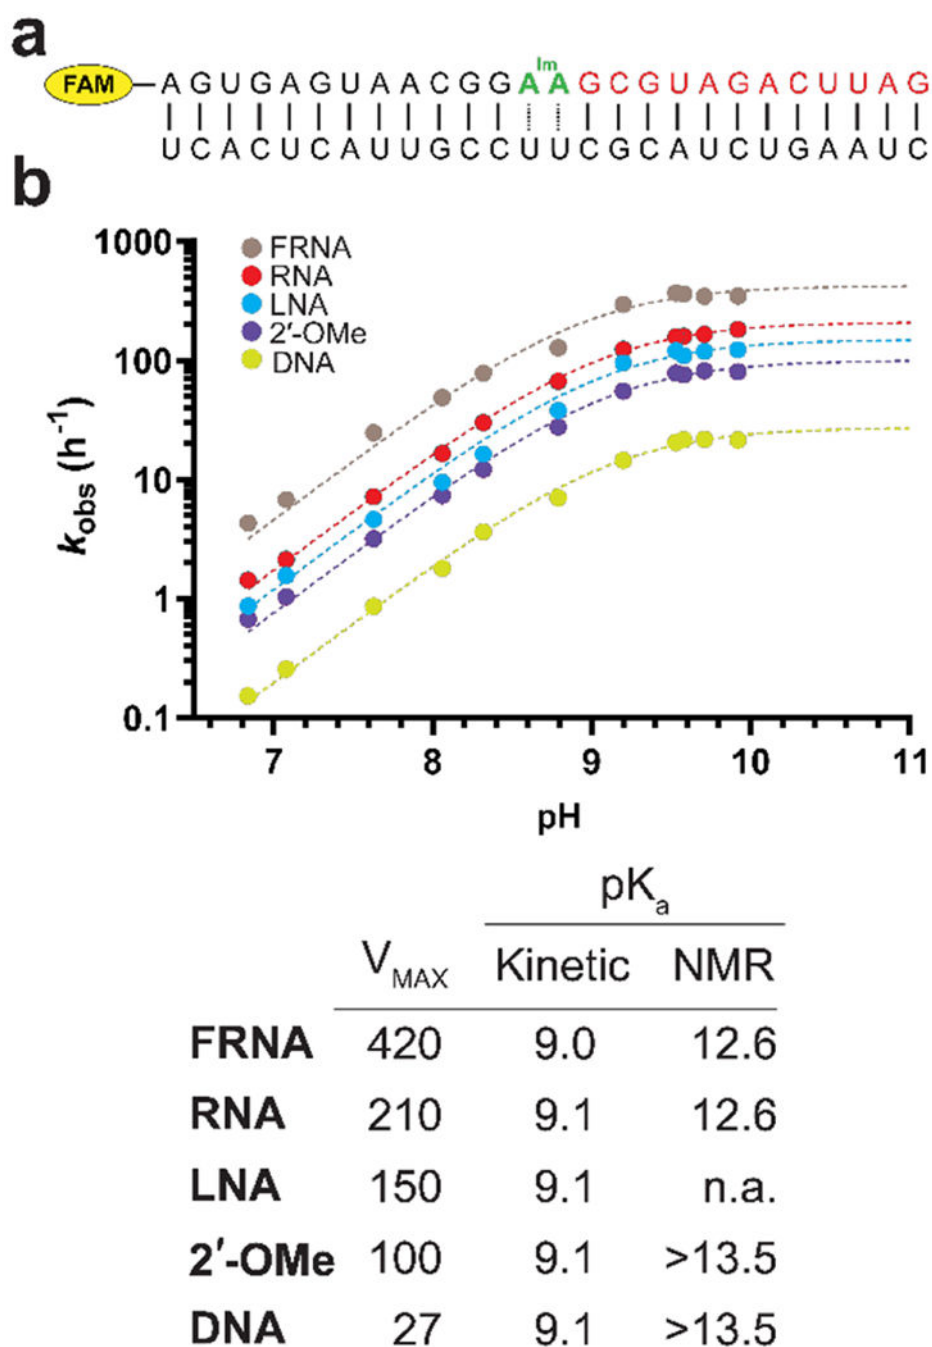 a
Im
FAM AGUGAGUAACGGAAGCGUAGACUUAG
UCACUCAUUGCCUUCGCAUCUGAAUC
b
1000
100
10
1
0.1
kobs (h⁻¹)
FRNA
RNA
LNA
2′-OMe
DNA
7 8 9 10 11
pH
pKa
VMAX Kinetic NMR
FRNA 420 9.0 12.6
RNA 210 9.1 12.6
LNA 150 9.1 n.a.
2′-OMe 100 9.1 >13.5
DNA 27 9.1 >13.5